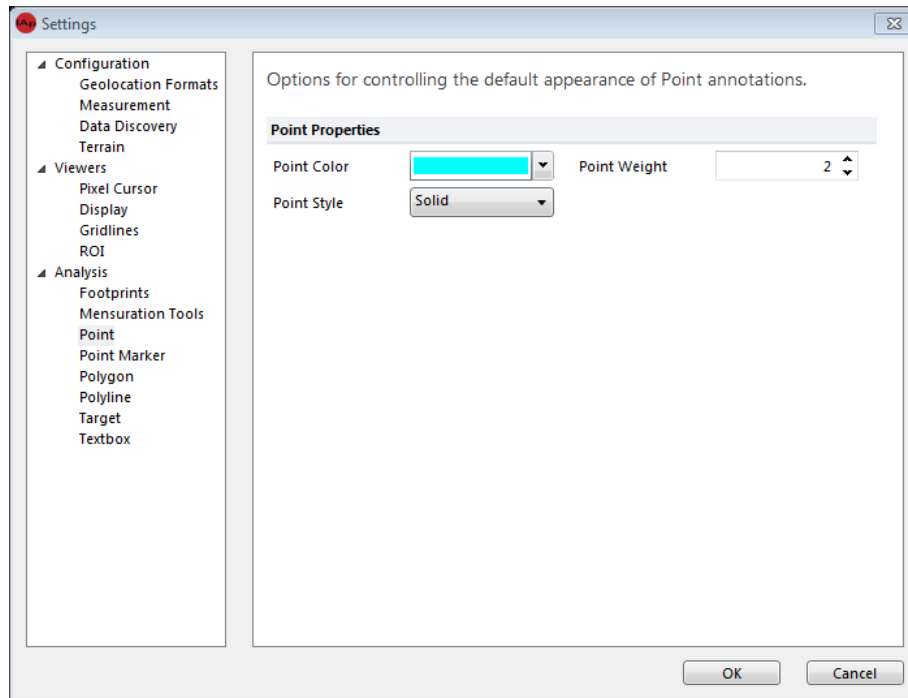 IAp Settings
Configuration
Geolocation Formats
Measurement
Data Discovery
Terrain
Viewers
Pixel Cursor
Display
Gridlines
ROI
Analysis
Footprints
Mensuration Tools
Point
Point Marker
Polygon
Polyline
Target
Textbox
Options for controlling the default appearance of Point annotations.
Point Properties
Point Color Point Weight 2
Point Style Solid
OK Cancel